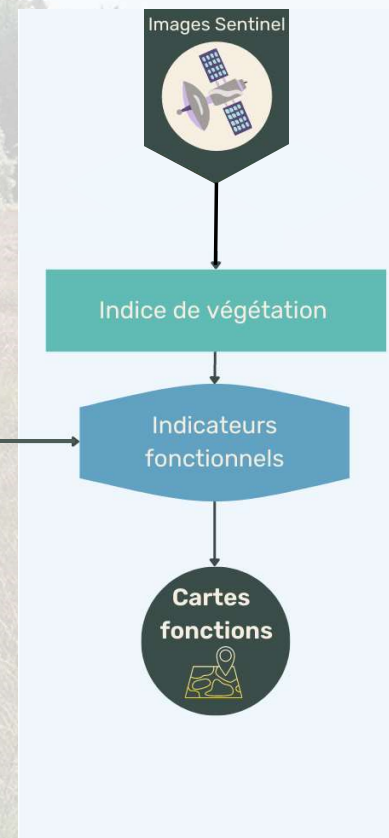 Images Sentinel
Indice de végétation
Indicateurs
fonctionnels
Cartes
fonctions